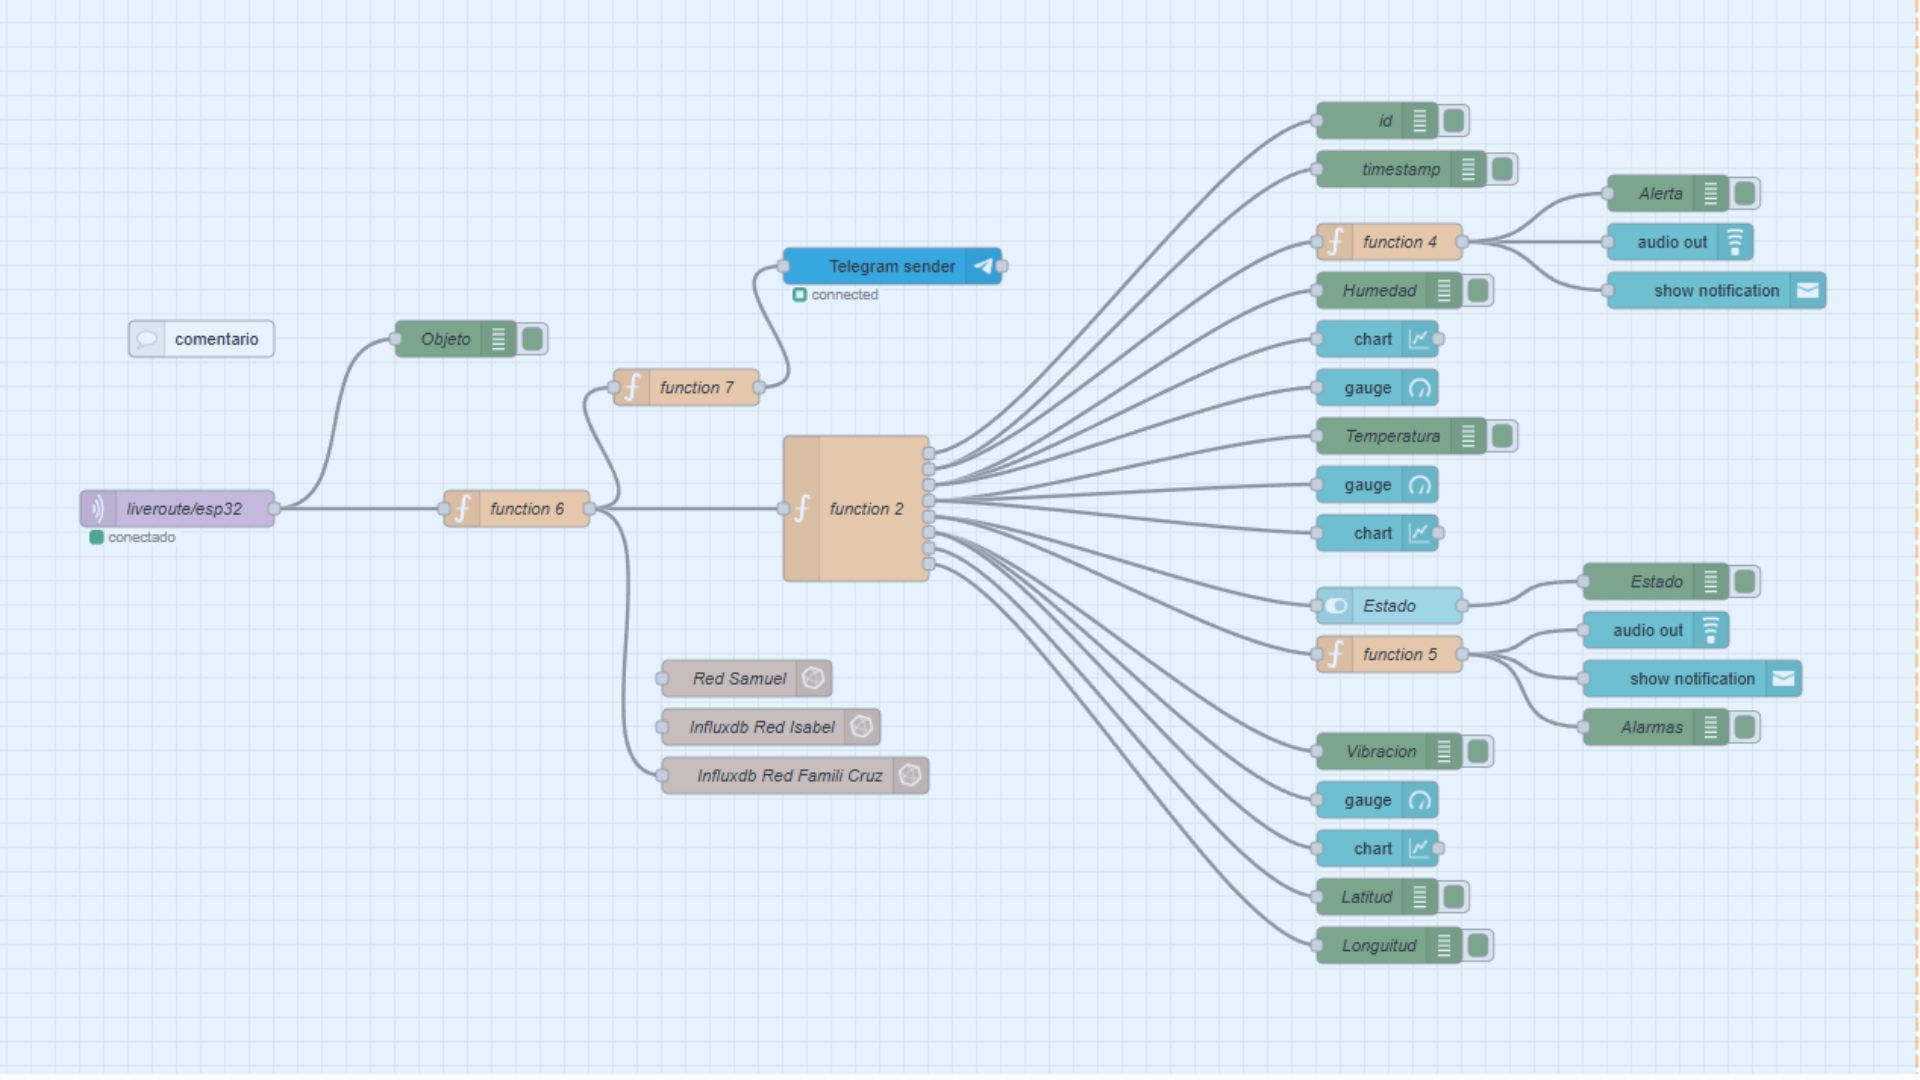 id
timestamp
Alerta
function 4
audio out
Telegram sender
connected
Humedad
show notification
comentario
Objeto
chart
function 7
gauge
Temperatura
gauge
liveroute/esp32
conectado
function 6
function 2
chart
Estado
Estado
audio out
function 5
Red Samuel
show notification
Influxdb Red Isabel
Alarmas
Vibracion
Influxdb Red Famili Cruz
gauge
chart
Latitud
Longuitud